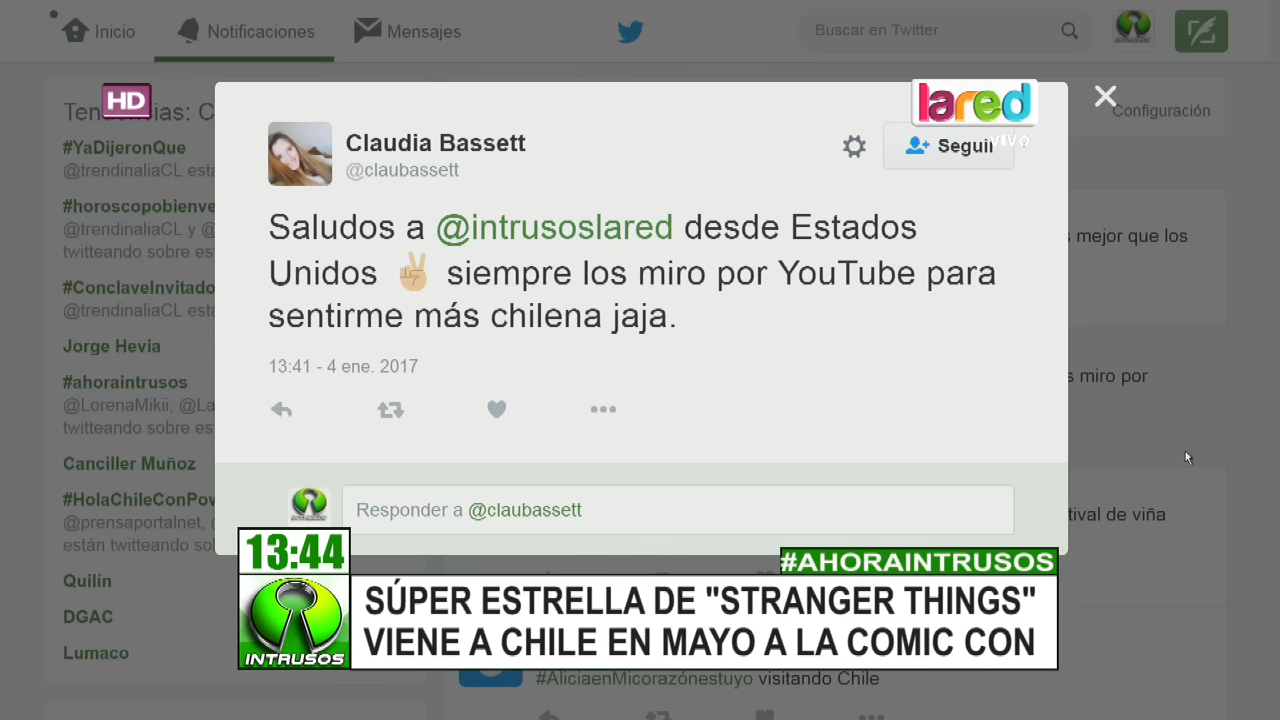 Inicio
Notificaciones
Mensajes
Buscar en Twitter
HD
lared
VIVO
Configuración
Tendencias: C
#YaDijeronQue
@trendinaliaCL está
#horoscopobienve
@trendinaliaCL y @
twitteando sobre es
#ConclaveInvitado
@trendinaliaCL está
Jorge Hevia
#ahoraintrusos
@LorenaMikii, @La
twitteando sobre es
Canciller Muñoz
#HolaChileConPov
@prensaportalnet,
están twitteando so
Quilín
DGAC
Lumaco
Claudia Bassett
@claubassett
Seguir
Saludos a @intrusoslared desde Estados
Unidos ✌ siempre los miro por YouTube para
sentirme más chilena jaja.
13:41 - 4 ene. 2017
Responder a @claubassett
s mejor que los
s miro por
tival de viña
13:44
#AHORAINTRUSOS
SÚPER ESTRELLA DE "STRANGER THINGS"
VIENE A CHILE EN MAYO A LA COMIC CON
INTRUSOS
#AliciaenMicorazónestuyo visitando Chile